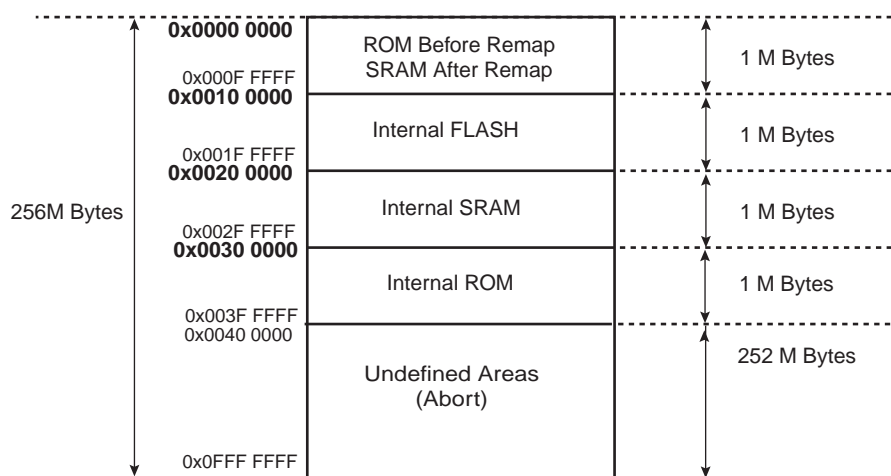 0x0000 0000
ROM Before Remap
SRAM After Remap
1 M Bytes
0x000F FFFF
0x0010 0000
Internal FLASH
1 M Bytes
0x001F FFFF
0x0020 0000
256M Bytes
Internal SRAM
1 M Bytes
0x002F FFFF
0x0030 0000
Internal ROM
1 M Bytes
0x003F FFFF
0x0040 0000
252 M Bytes
Undefined Areas
(Abort)
0x0FFF FFFF